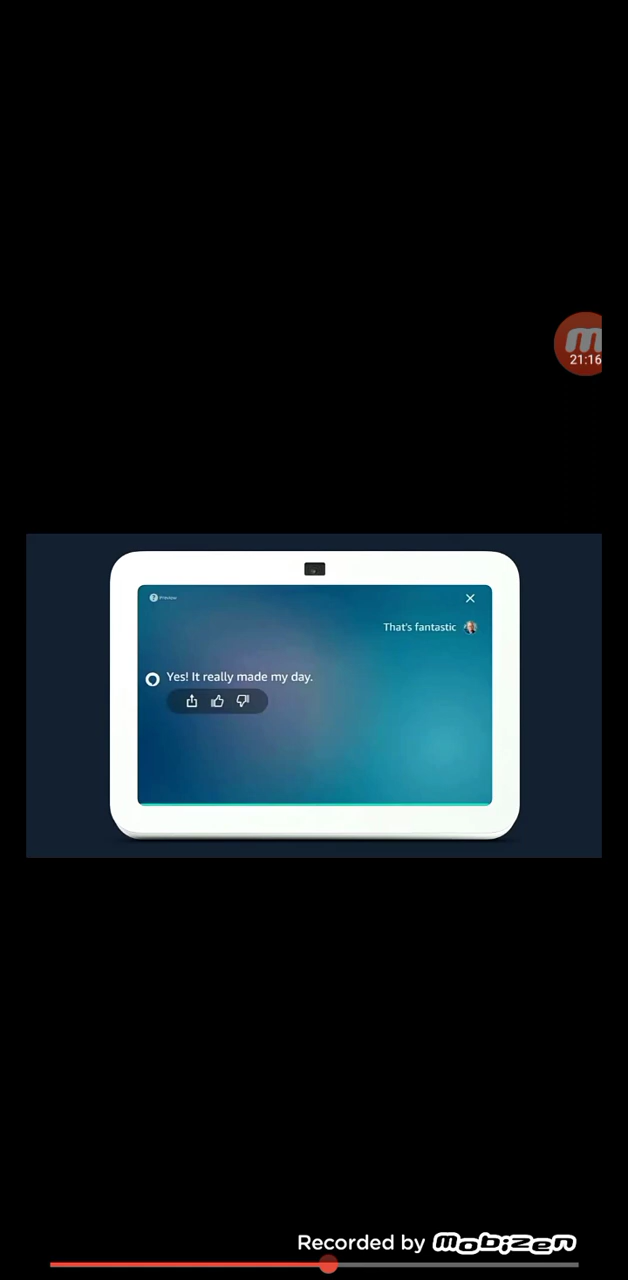 21:16
Preview
That's fantastic
Yes! It really made my day.
Recorded by mobizen